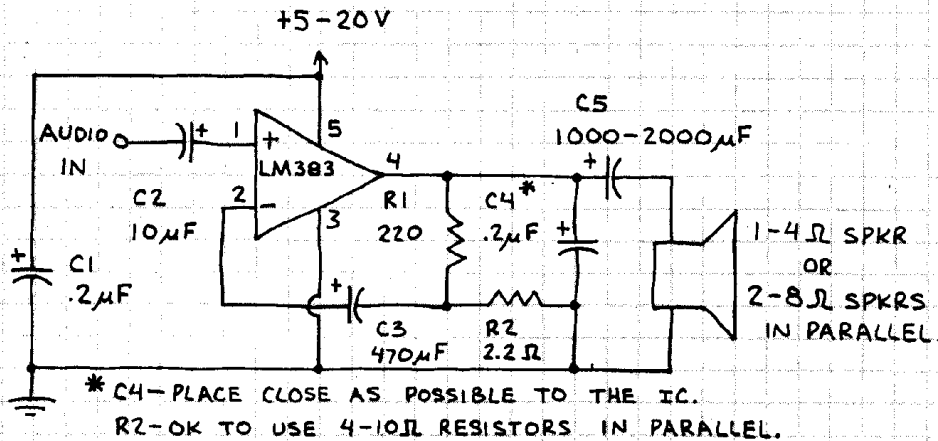 +5-20V
AUDIO
IN
C2
10µF
+
1
+
LM383
5
4
2
-
3
C1
+
.2µF
R1
220
C4*
.2µF
+
C5
1000-2000µF
+
+
C3
470µF
R2
2.2Ω
1-4Ω SPKR
OR
2-8Ω SPKRS
IN PARALLEL
* C4-PLACE CLOSE AS POSSIBLE TO THE IC.
R2-OK TO USE 4-10Ω RESISTORS IN PARALLEL.